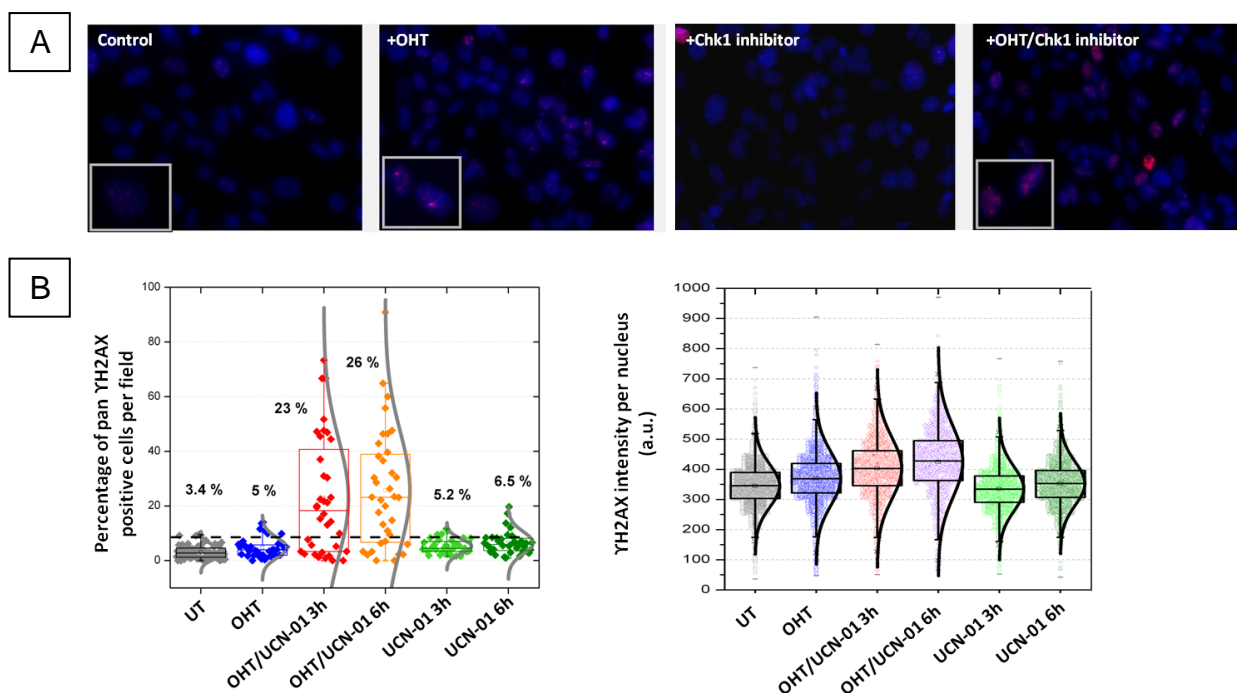 A
Control
+OHT
+Chk1 inhibitor
+OHT/Chk1 inhibitor
B
Percentage of pan YH2AX
positive cells per field
100
80
60
40
20
0
3.4 %
5 %
23 %
26 %
5.2 %
6.5 %
UT
OHT
OHT/UCN-01 3h
OHT/UCN-01 6h
UCN-01 3h
UCN-01 6h
YH2AX intensity per nucleus
(a.u.)
1000
900
800
700
600
500
400
300
200
100
0
UT
OHT
OHT/UCN-01 3h
OHT/UCN-01 6h
UCN-01 3h
UCN-01 6h